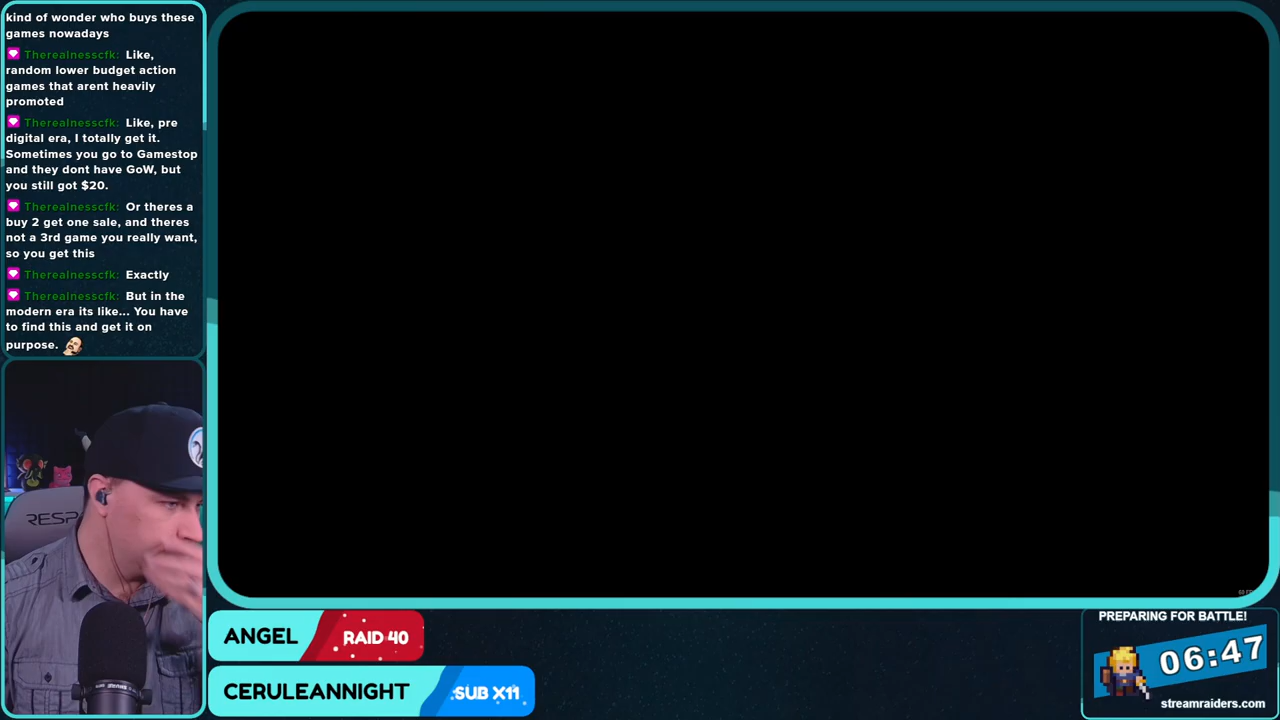 kind of wonder who buys these
games nowadays
Therealnesscfk: Like,
random lower budget action
games that arent heavily
promoted
Therealnesscfk: Like, pre
digital era, I totally get it.
Sometimes you go to Gamestop
and they dont have GoW, but
you still got $20.
Therealnesscfk: Or theres a
buy 2 get one sale, and theres
not a 3rd game you really want,
so you get this
Therealnesscfk: Exactly
Therealnesscfk: But in the
modern era its like... You have
to find this and get it on
purpose.
RESP
ANGEL RAID 40
CERULEANNIGHT SUB X11
PREPARING FOR BATTLE!
06:47
streamraiders.com